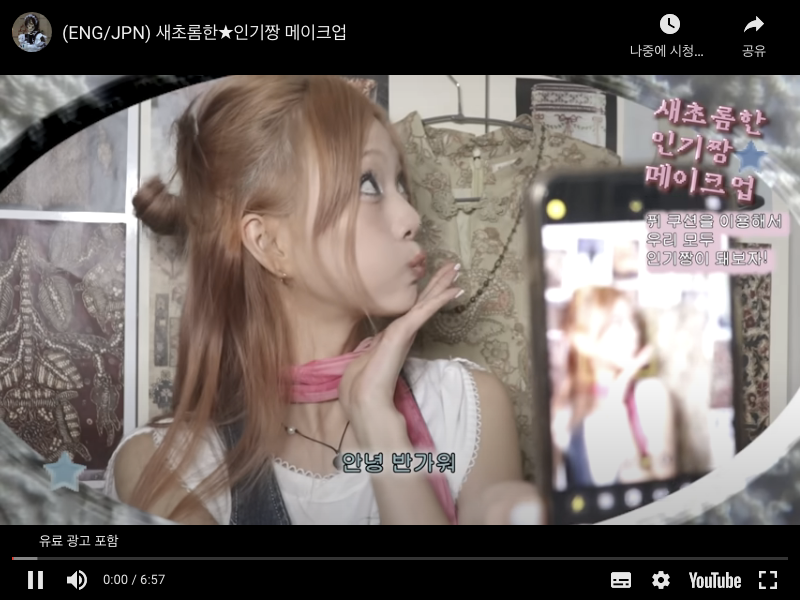 (ENG/JPN) 새초롬한★인기짱 메이크업
나중에 시청...
공유
새초롬한
인기짱
메이크업
퓌 쿠션을 이용해서
우리 모두
인기짱이 돼보자!
안녕 반가워
유료 광고 포함
0:00 / 6:57
YouTube